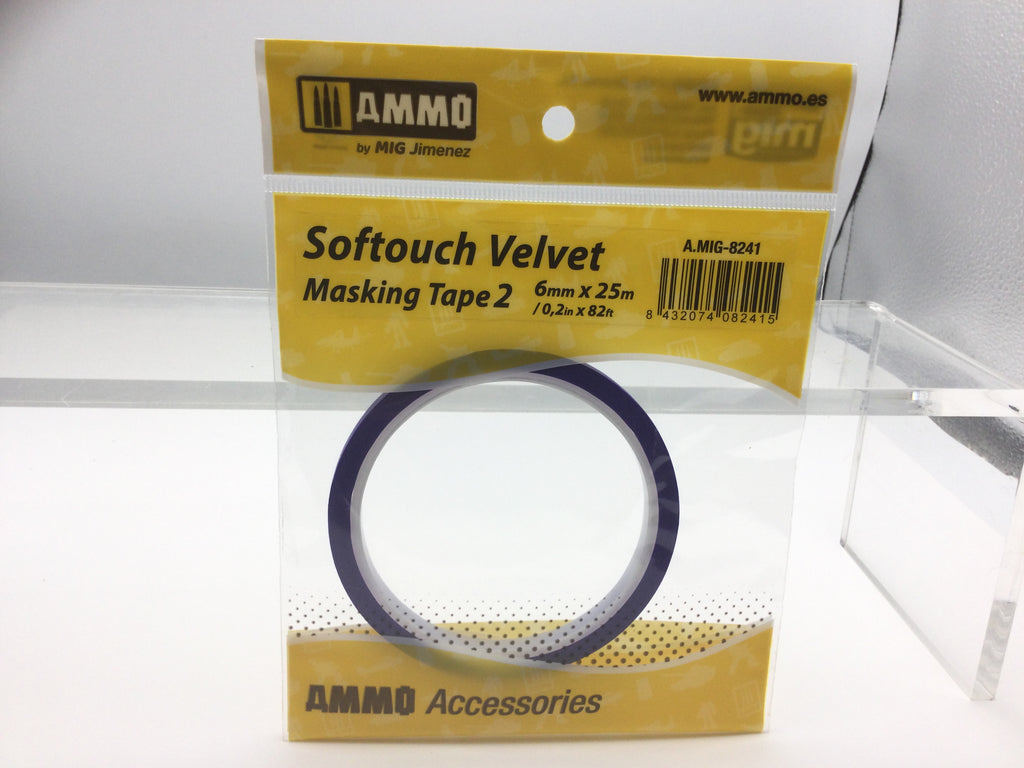 AMMO
by MIG Jimenez
www.ammo.es
mig
Softouch Velvet
Masking Tape 2
6mm x 25m
/ 0,2in x 82ft
A.MIG-8241
8 432074 082415
AMMO Accessories